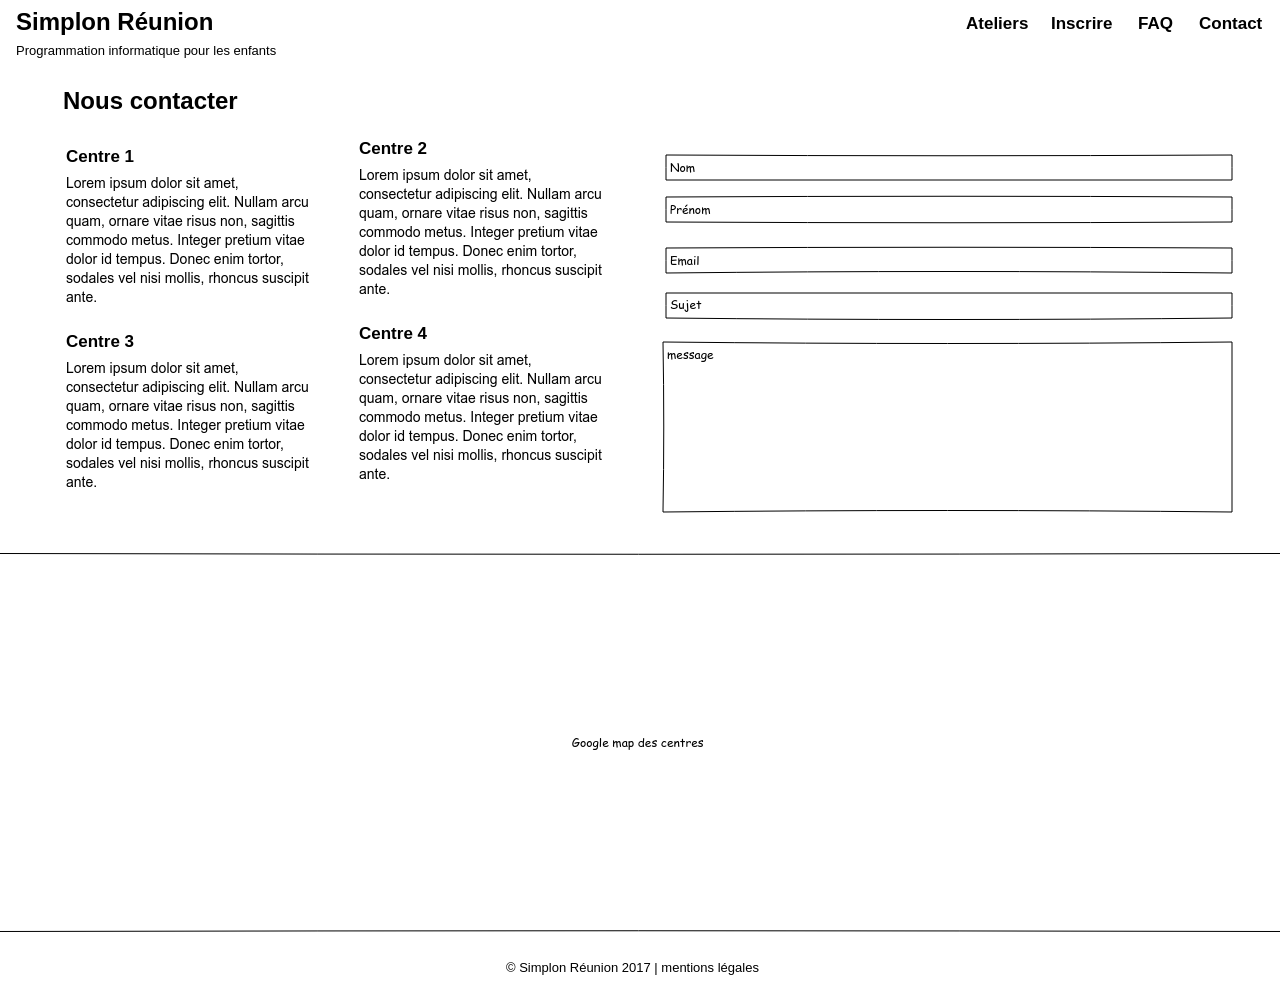 Simplon Réunion
Programmation informatique pour les enfants
Ateliers Inscrire FAQ Contact
Nous contacter
Centre 1
Lorem ipsum dolor sit amet,
consectetur adipiscing elit. Nullam arcu
quam, ornare vitae risus non, sagittis
commodo metus. Integer pretium vitae
dolor id tempus. Donec enim tortor,
sodales vel nisi mollis, rhoncus suscipit
ante.
Centre 2
Lorem ipsum dolor sit amet,
consectetur adipiscing elit. Nullam arcu
quam, ornare vitae risus non, sagittis
commodo metus. Integer pretium vitae
dolor id tempus. Donec enim tortor,
sodales vel nisi mollis, rhoncus suscipit
ante.
Centre 3
Lorem ipsum dolor sit amet,
consectetur adipiscing elit. Nullam arcu
quam, ornare vitae risus non, sagittis
commodo metus. Integer pretium vitae
dolor id tempus. Donec enim tortor,
sodales vel nisi mollis, rhoncus suscipit
ante.
Centre 4
Lorem ipsum dolor sit amet,
consectetur adipiscing elit. Nullam arcu
quam, ornare vitae risus non, sagittis
commodo metus. Integer pretium vitae
dolor id tempus. Donec enim tortor,
sodales vel nisi mollis, rhoncus suscipit
ante.
Nom
Prénom
Email
Sujet
message
Google map des centres
© Simplon Réunion 2017 | mentions légales